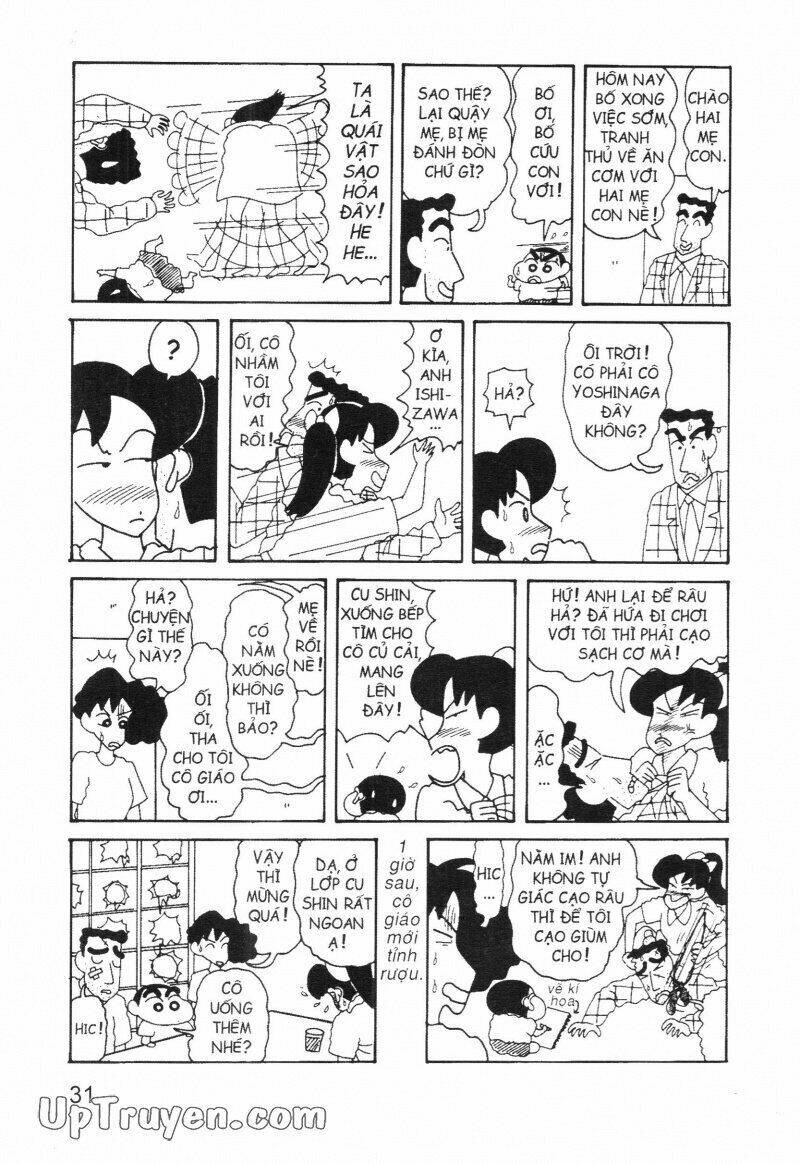 CHÀO
HAI
MẸ
CON.
HÔM NAY
BỐ XONG
VIỆC SỚM,
TRANH
THỦ VỀ ĂN
CƠM VỚI
HAI MẸ
CON NÈ!
BỐ
ƠI,
BỐ
CỨU
CON
VỚI!
SAO THẾ?
LẠI QUẬY
MẸ, BỊ MẸ
ĐÁNH ĐÒN
CHỨ GÌ?
TA
LÀ
QUÁI
VẬT
SAO
HỎA
ĐÂY!
HE
HE...
ÔI TRỜI!
CÓ PHẢI CÔ
YOSHINAGA
ĐÂY
KHÔNG?
HẢ?
Ơ
KÌA,
ANH
ISHI-
ZAWA
...
ỐI, CÔ
NHẦM
TÔI
VỚI
AI
RỒI!
?
HỨ! ANH LẠI ĐỂ RÂU
HẢ? ĐÃ HỨA ĐI CHƠI
VỚI TÔI THÌ PHẢI CẠO
SẠCH CƠ MÀ!
ẶC
ẶC
...
CU SHIN,
XUỐNG BẾP
TÌM CHO
CÔ CỦ CẢI,
MANG
LÊN
ĐÂY!
MẸ
VỀ
RỒI
NÈ!
CÓ
NẰM
XUỐNG
KHÔNG
THÌ
BẢO?
ỐI
ỐI, THA
CHO TÔI
CÔ GIÁO
ƠI...
HẢ?
CHUYỆN
GÌ THẾ
NÀY?
NẰM IM! ANH
KHÔNG TỰ
GIÁC CẠO RÂU
THÌ ĐỂ TÔI
CẠO GIÙM
CHO!
HIC
...
vẽ kí
họa
1
giờ
sau,
cô
giáo
mới
tỉnh
rượu.
DẠ, Ở
LỚP CU
SHIN RẤT
NGOAN
Ạ!
VẬY
THÌ
MỪNG
QUÁ!
CÔ
UỐNG
THÊM
NHÉ?
HIC!
31
UpTruyen.com